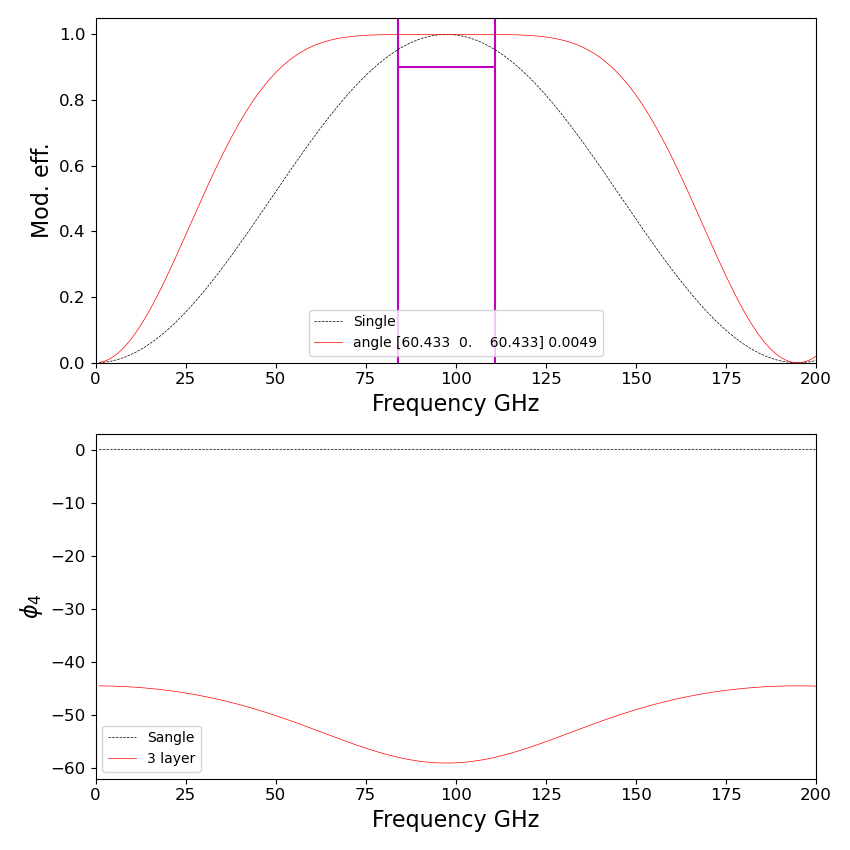 1.0
0.8
0.6
0.4
0.2
0.0
Mod. eff.
Single
angle [60.433 0. 60.433] 0.0049
0 25 50 75 100 125 150 175 200
Frequency GHz
0
−10
−20
−30
−40
−50
−60
ϕ4
Sangle
3 layer
0 25 50 75 100 125 150 175 200
Frequency GHz